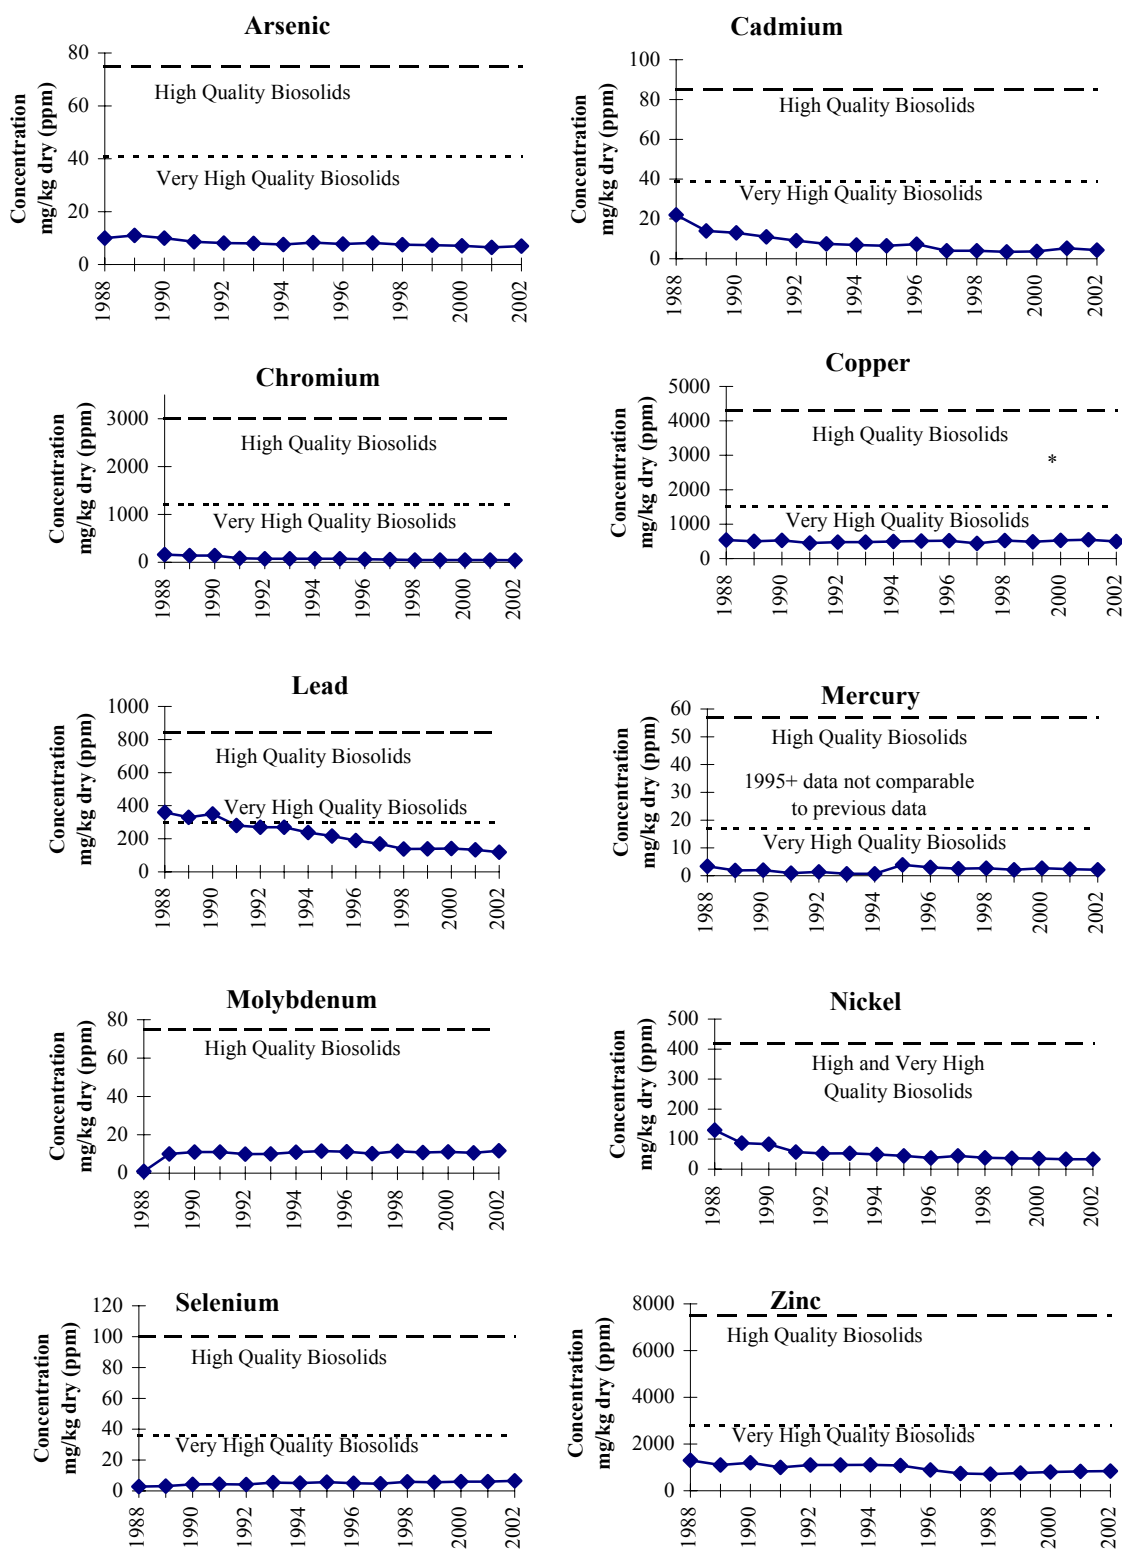 Arsenic
Concentration
mg/kg dry (ppm)
80
60
40
20
0
High Quality Biosolids
Very High Quality Biosolids
1988
1990
1992
1994
1996
1998
2000
2002
Cadmium
Concentration
mg/kg dry (ppm)
100
80
60
40
20
0
High Quality Biosolids
Very High Quality Biosolids
1988
1990
1992
1994
1996
1998
2000
2002
Chromium
Concentration
mg/kg dry (ppm)
3000
2000
1000
0
High Quality Biosolids
Very High Quality Biosolids
1988
1990
1992
1994
1996
1998
2000
2002
Copper
Concentration
mg/kg dry (ppm)
5000
4000
3000
2000
1000
0
High Quality Biosolids
*
Very High Quality Biosolids
1988
1990
1992
1994
1996
1998
2000
2002
Lead
Concentration
mg/kg dry (ppm)
1000
800
600
400
200
0
High Quality Biosolids
Very High Quality Biosolids
1988
1990
1992
1994
1996
1998
2000
2002
Mercury
Concentration
mg/kg dry (ppm)
60
50
40
30
20
10
0
High Quality Biosolids
1995+ data not comparable
to previous data
Very High Quality Biosolids
1988
1990
1992
1994
1996
1998
2000
2002
Molybdenum
Concentration
mg/kg dry (ppm)
80
60
40
20
0
High Quality Biosolids
1988
1990
1992
1994
1996
1998
2000
2002
Nickel
Concentration
mg/kg dry (ppm)
500
400
300
200
100
0
High and Very High
Quality Biosolids
1988
1990
1992
1994
1996
1998
2000
2002
Selenium
Concentration
mg/kg dry (ppm)
120
100
80
60
40
20
0
High Quality Biosolids
Very High Quality Biosolids
1988
1990
1992
1994
1996
1998
2000
2002
Zinc
Concentration
mg/kg dry (ppm)
8000
6000
4000
2000
0
High Quality Biosolids
Very High Quality Biosolids
1988
1990
1992
1994
1996
1998
2000
2002